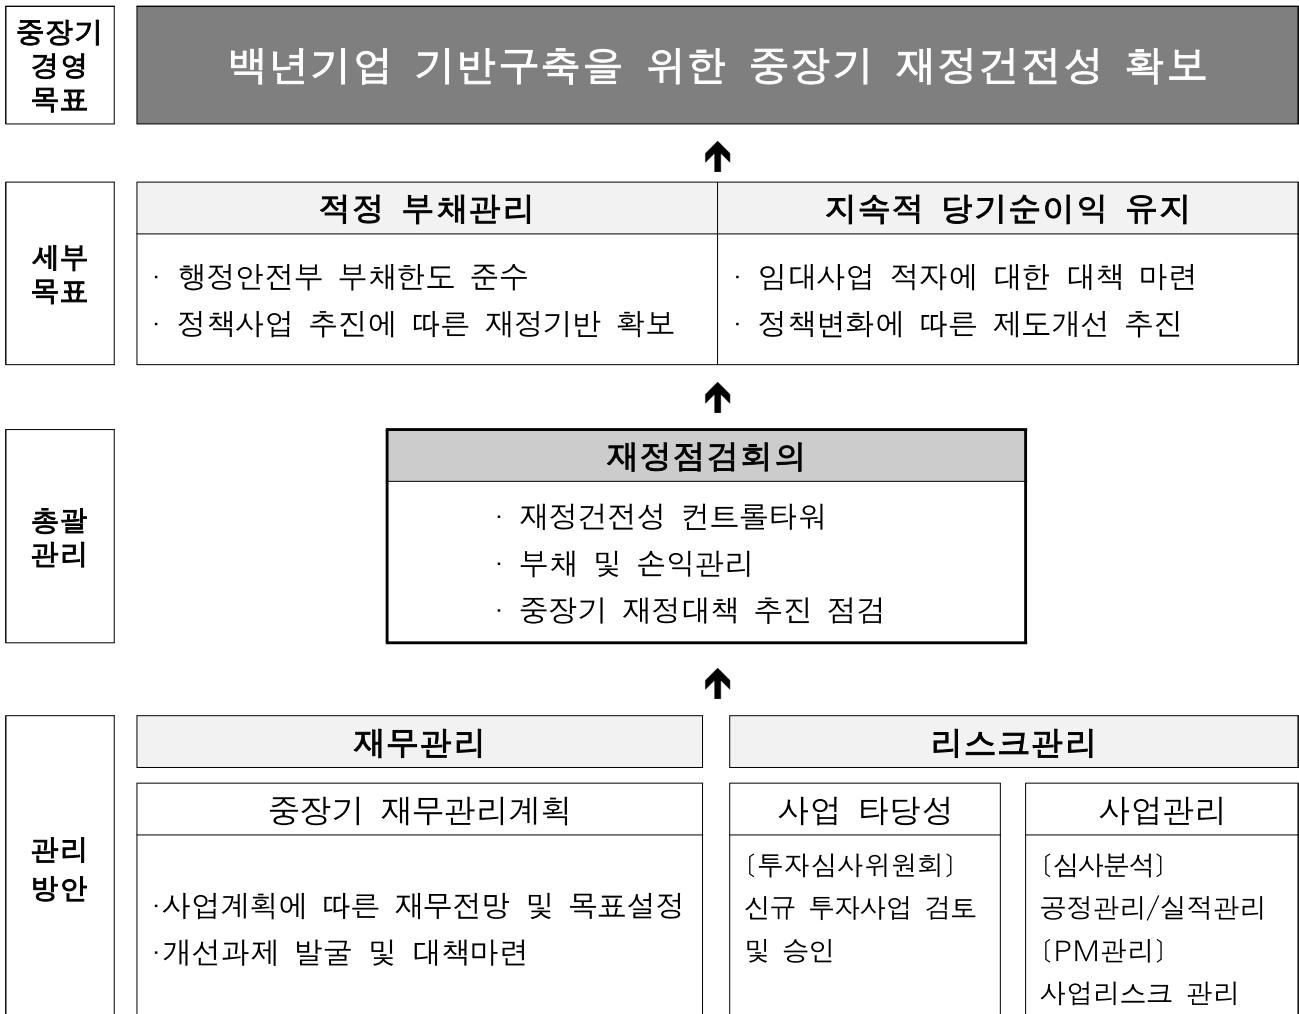 중장기
경영
목표
백년기업 기반구축을 위한 중장기 재정건전성 확보
세부
목표
적정 부채관리
· 행정안전부 부채한도 준수
· 정책사업 추진에 따른 재정기반 확보
지속적 당기순이익 유지
· 임대사업 적자에 대한 대책 마련
· 정책변화에 따른 제도개선 추진
총괄
관리
재정점검회의
· 재정건전성 컨트롤타워
· 부채 및 손익관리
· 중장기 재정대책 추진 점검
관리
방안
재무관리
중장기 재무관리계획
·사업계획에 따른 재무전망 및 목표설정
·개선과제 발굴 및 대책마련
리스크관리
사업 타당성
〔투자심사위원회〕
신규 투자사업 검토
및 승인
사업관리
〔심사분석〕
공정관리/실적관리
〔PM관리〕
사업리스크 관리